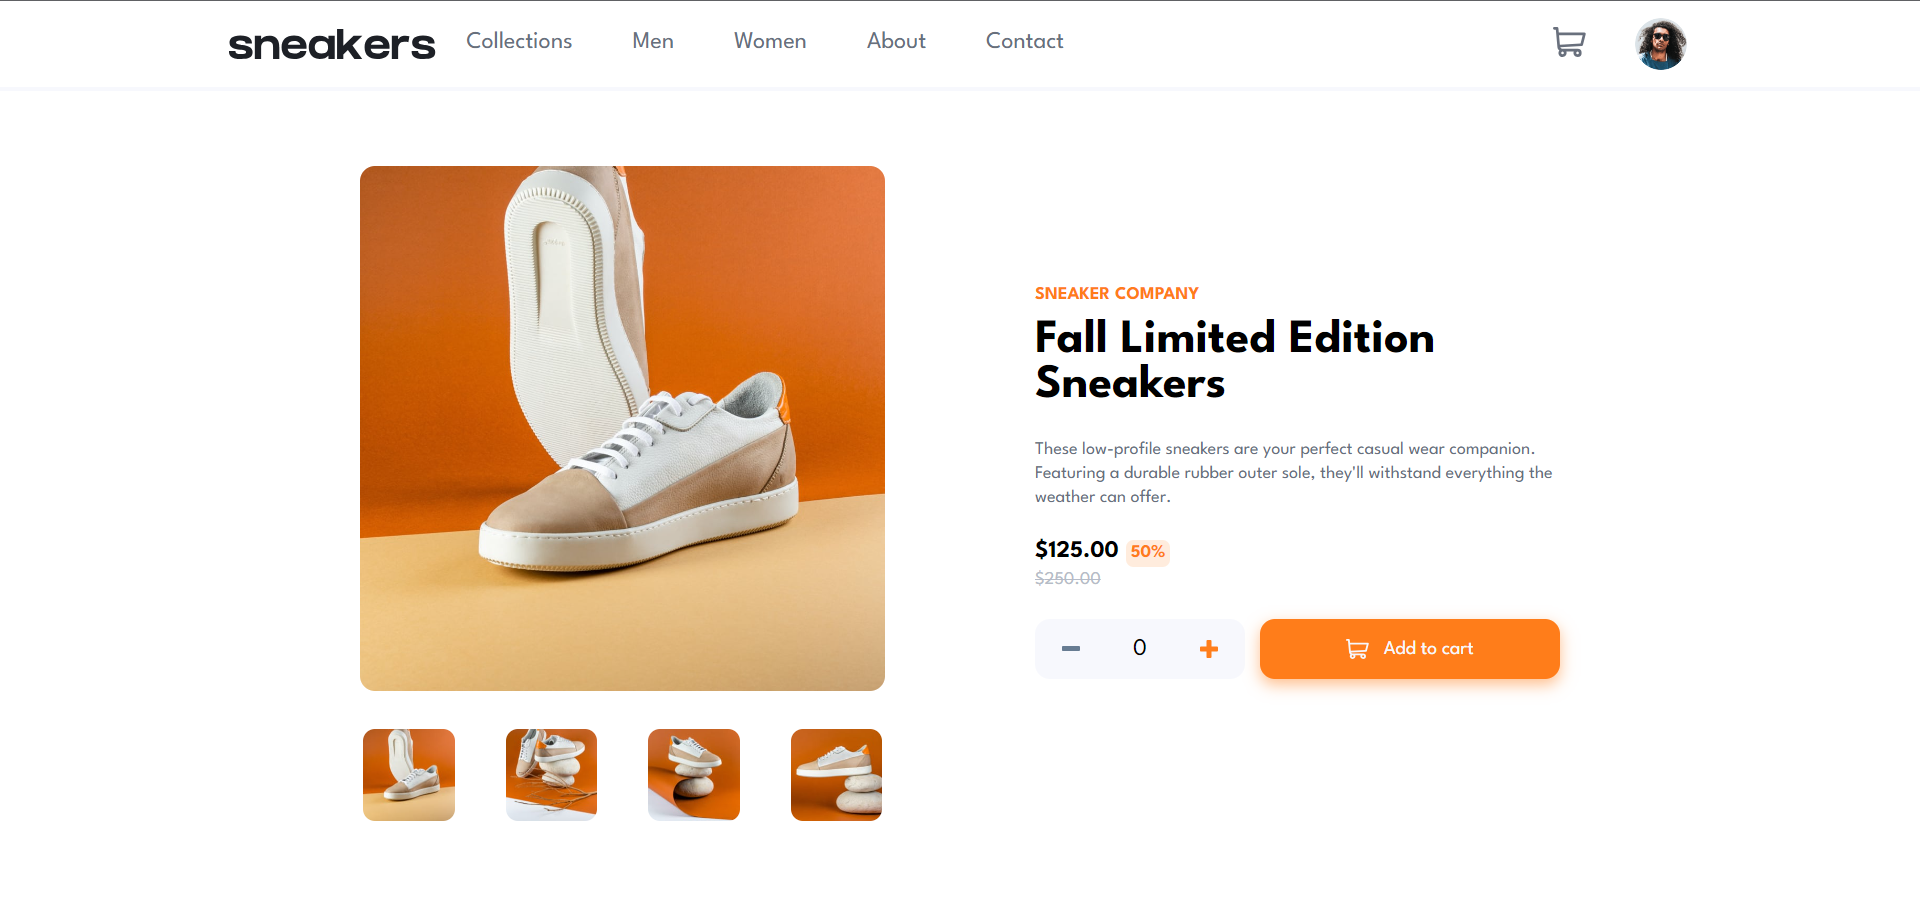 sneakers Collections Men Women About Contact
SNEAKER COMPANY
Fall Limited Edition
Sneakers
These low-profile sneakers are your perfect casual wear companion.
Featuring a durable rubber outer sole, they'll withstand everything the
weather can offer.
$125.00 50%
$250.00
0 Add to cart